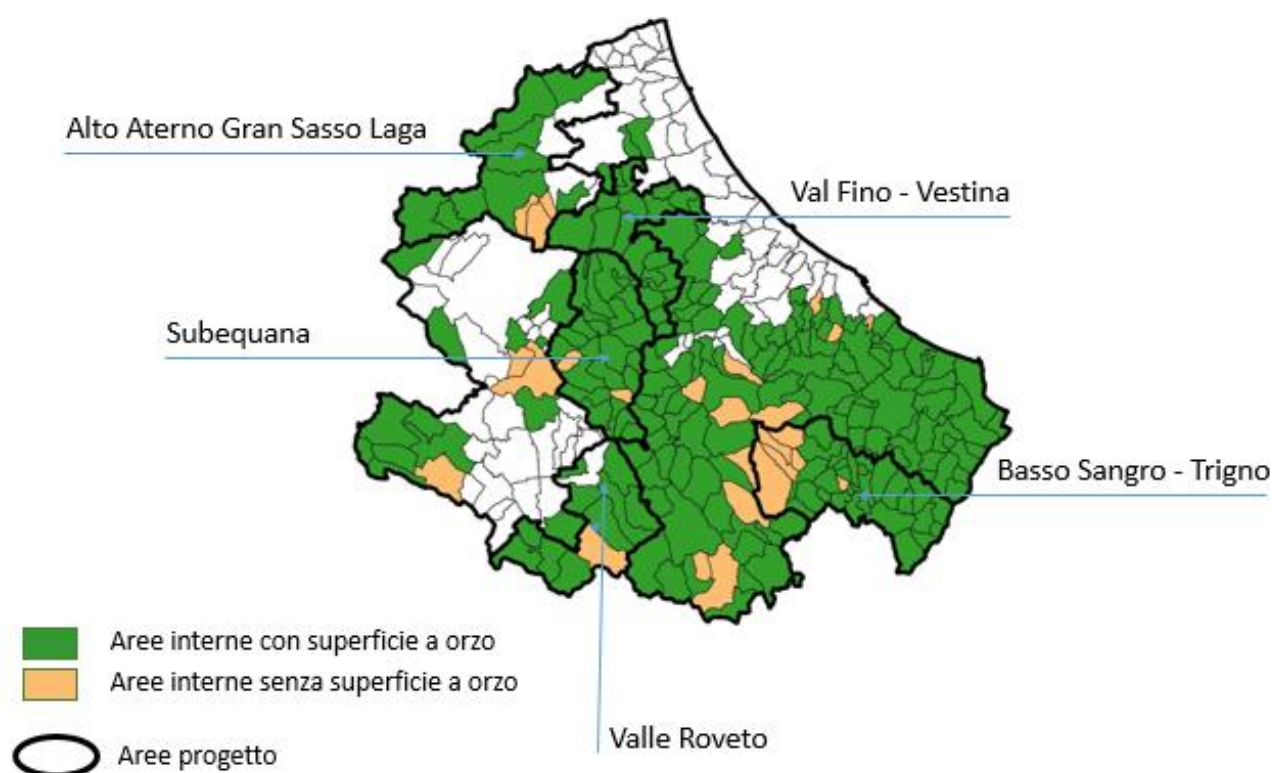 Alto Aterno Gran Sasso Laga
Val Fino - Vestina
Subequana
Basso Sangro - Trigno
Aree interne con superficie a orzo
Aree interne senza superficie a orzo
Valle Roveto
Aree progetto